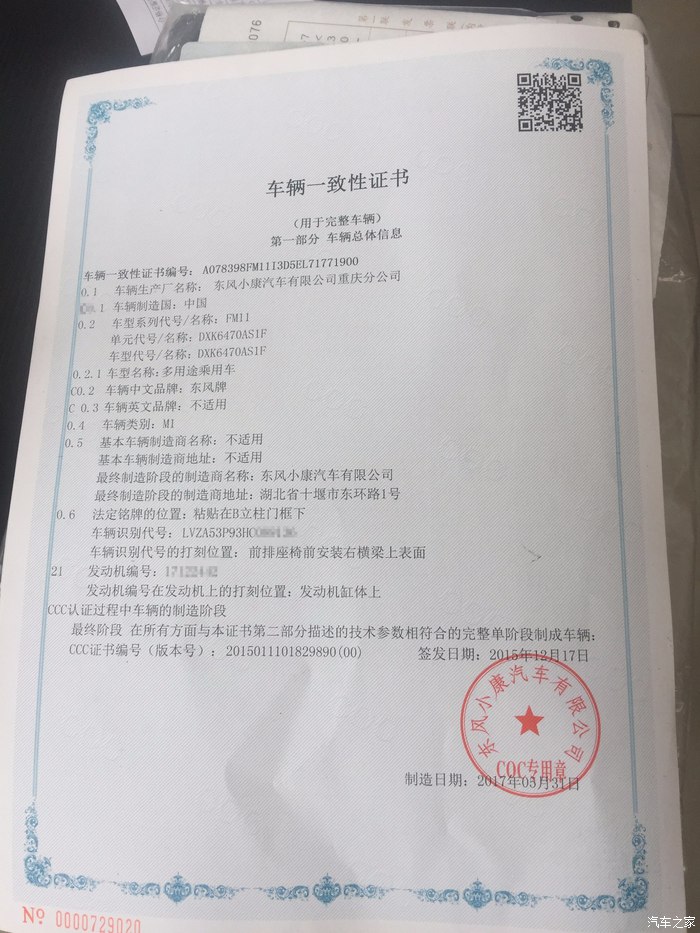 076
第一联
车辆一致性证书
（用于完整车辆）
第一部分 车辆总体信息
车辆一致性证书编号： A078398FM11I3D5EL71771900
0.1 车辆生产厂名称： 东风小康汽车有限公司重庆分公司
.1 车辆制造国：中国
0.2 车型系列代号/名称：FM11
单元代号/名称：DXK6470AS1F
车型代号/名称：DXK6470AS1F
0.2.1 车型名称：多用途乘用车
C0.2 车辆中文品牌：东风牌
C 0.3 车辆英文品牌：不适用
0.4 车辆类别：M1
0.5 基本车辆制造商名称：不适用
基本车辆制造商地址：不适用
最终制造阶段的制造商名称：东风小康汽车有限公司
最终制造阶段的制造商地址：湖北省十堰市东环路1号
0.6 法定铭牌的位置：粘贴在B立柱门框下
车辆识别代号： LVZA53P93HC
车辆识别代号的打刻位置：前排座椅前安装右横梁上表面
21 发动机编号：
发动机编号在发动机上的打刻位置：发动机缸体上
CCC认证过程中车辆的制造阶段
最终阶段 在所有方面与本证书第二部分描述的技术参数相符合的完整单阶段制成车辆：
CCC证书编号（版本号）：2015011101829890(00) 签发日期：2015年12月17日
东风小康汽车有限公司
COC专用章
制造日期：2017年05月31日
№ 0000729020
汽车之家